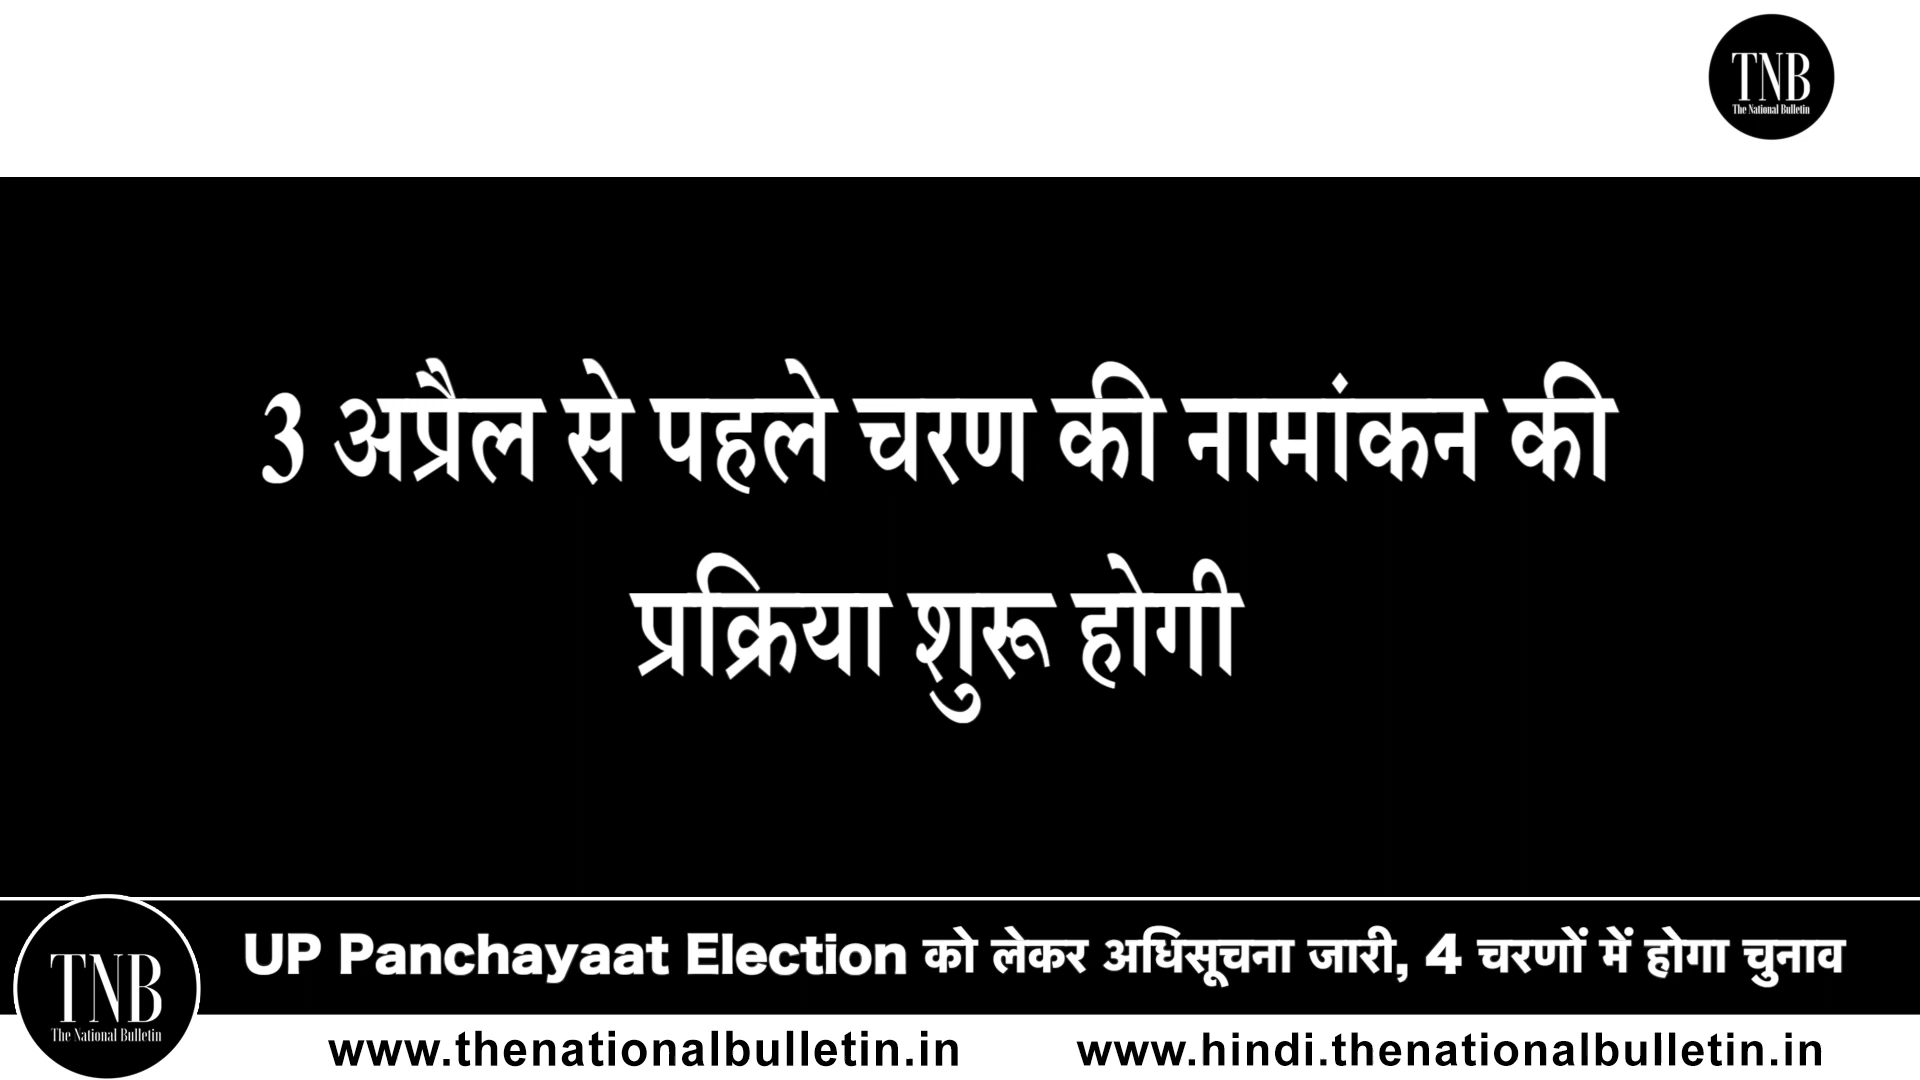 TNB
The National Bulletin
3 अप्रैल से पहले चरण की नामांकन की
प्रक्रिया शुरू होगी
UP Panchayaat Election को लेकर अधिसूचना जारी, 4 चरणों में होगा चुनाव
TNB
The National Bulletin
www.thenationalbulletin.in www.hindi.thenationalbulletin.in